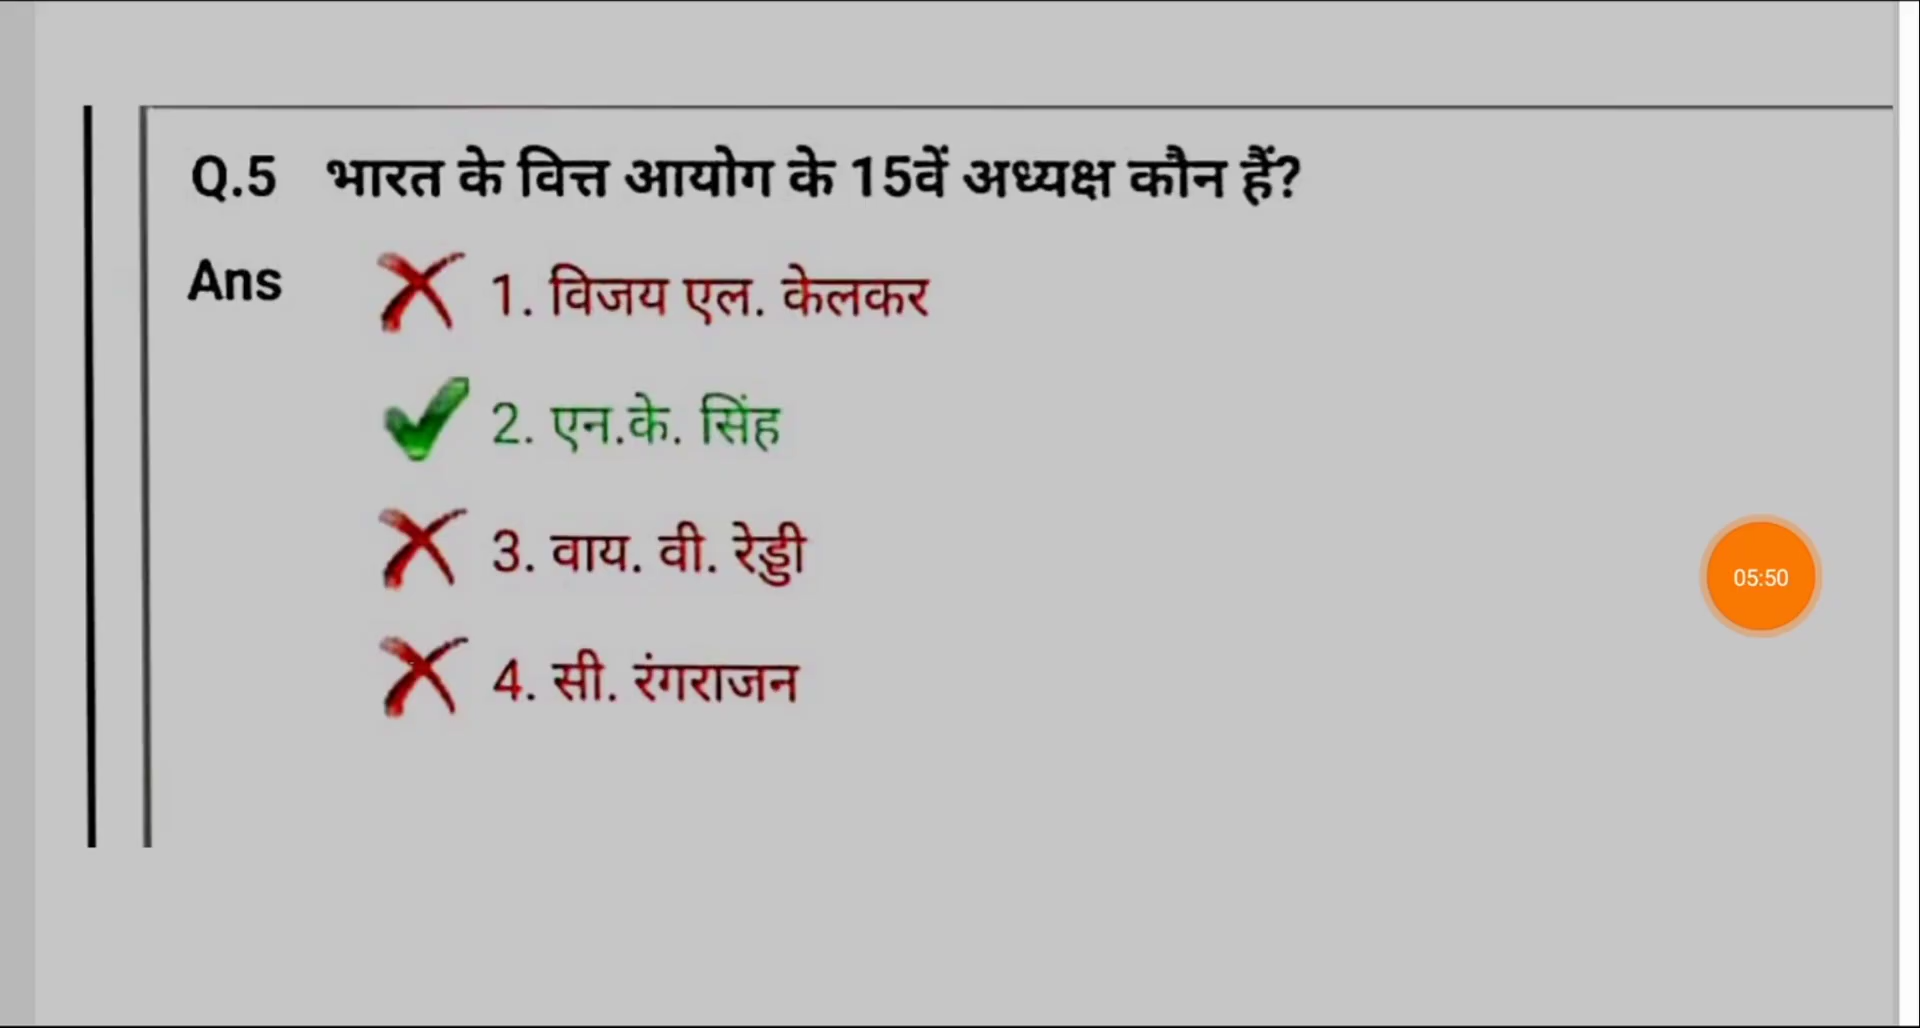 Q.5 भारत के वित्त आयोग के 15वें अध्यक्ष कौन हैं?
Ans 1. विजय एल. केलकर
2. एन.के. सिंह
3. वाय. वी. रेड्डी
4. सी. रंगराजन
05:50